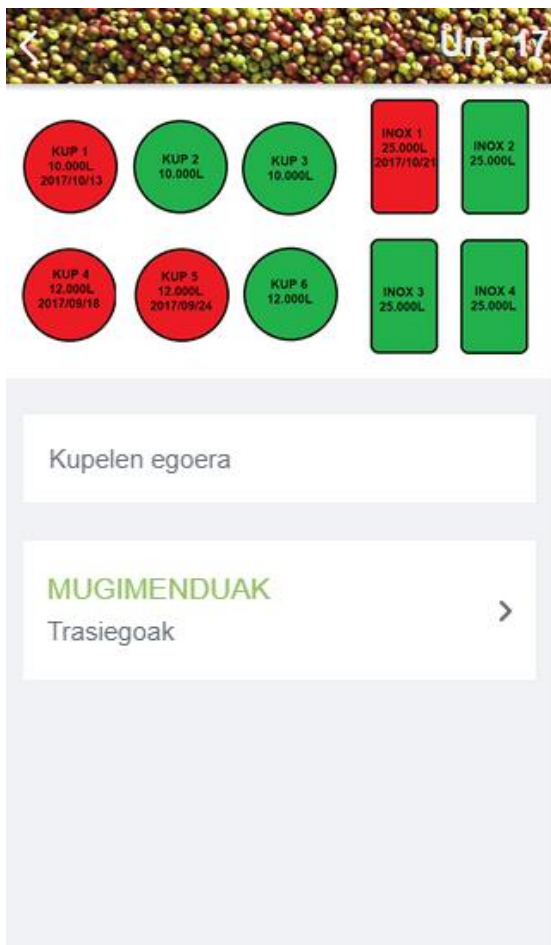 Urr. 17
KUP 1
10.000L
2017/10/13
KUP 2
10.000L
KUP 3
10.000L
INOX 1
25.000L
2017/10/21
INOX 2
25.000L
KUP 4
12.000L
2017/09/18
KUP 5
12.000L
2017/09/24
KUP 6
12.000L
INOX 3
25.000L
INOX 4
25.000L
Kupelen egoera
MUGIMENDUAK
Trasiegoak